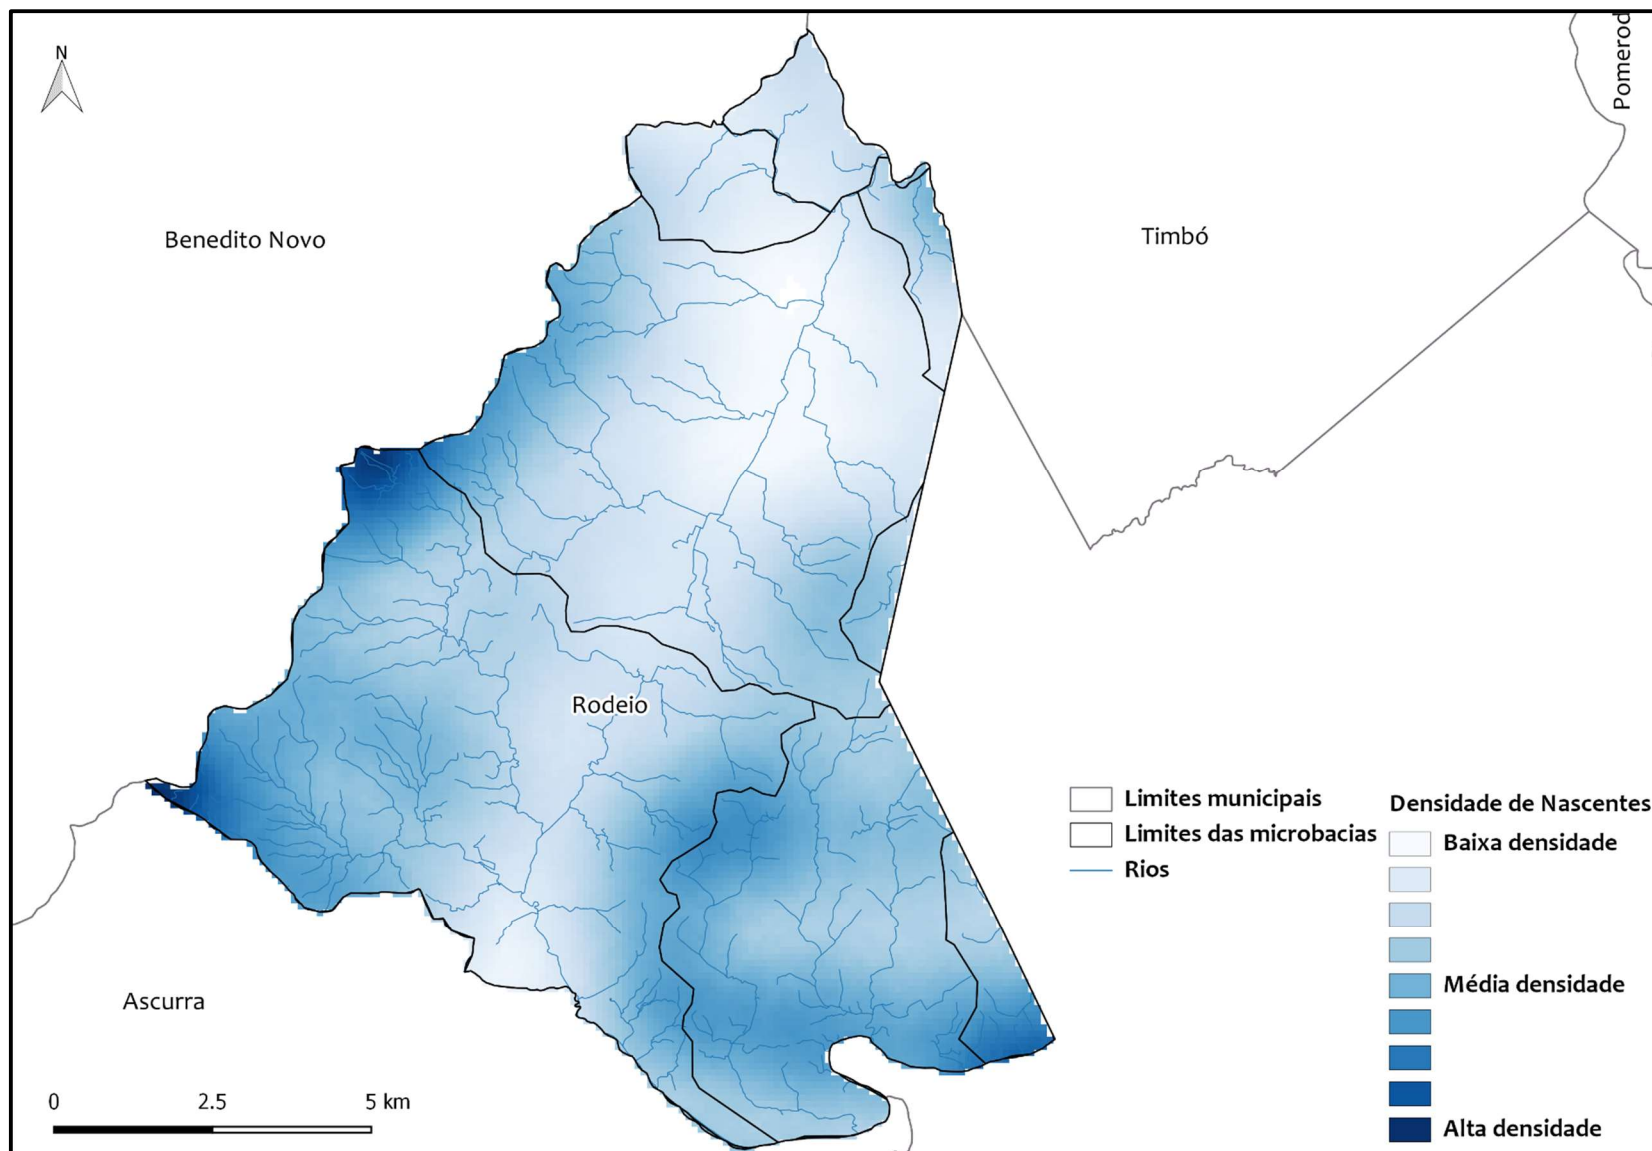 N
Pomerod
Benedito Novo
Timbó
Rodeio
Ascurra
Limites municipais
Limites das microbacias
Rios
Densidade de Nascentes
Baixa densidade
Média densidade
Alta densidade
0 2.5 5 km